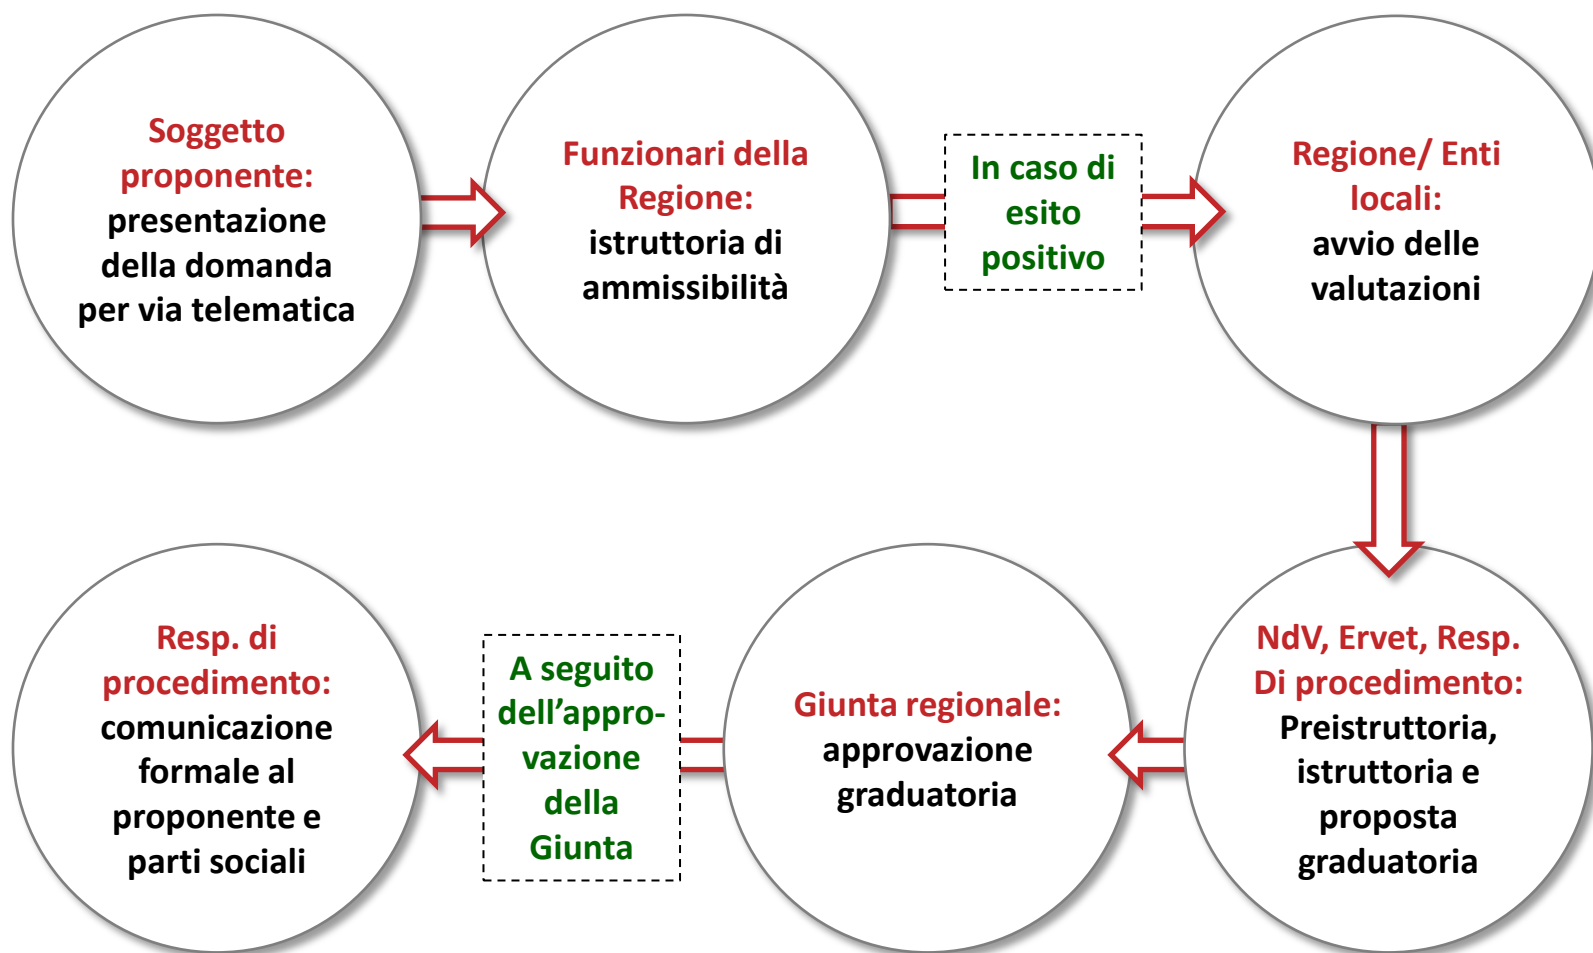 Soggetto
proponente:
presentazione
della domanda
per via telematica
Funzionari della
Regione:
istruttoria di
ammissibilità
In caso di
esito
positivo
Regione/ Enti
locali:
avvio delle
valutazioni
NdV, Ervet, Resp.
Di procedimento:
Preistruttoria,
istruttoria e
proposta
graduatoria
Giunta regionale:
approvazione
graduatoria
A seguito
dell’appro-
vazione
della
Giunta
Resp. di
procedimento:
comunicazione
formale al
proponente e
parti sociali